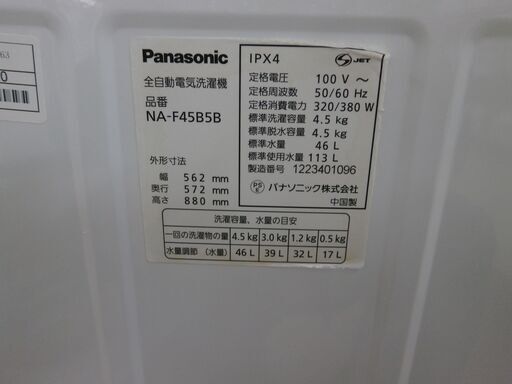 63
0
Panasonic
全自動電気洗濯機
品番
NA-F45B5B
外形寸法
幅 562 mm
奥行 572 mm
高さ 880 mm
IPX4
S JET
定格電圧 100 V ～
定格周波数 50/60 Hz
定格消費電力 320/380 W
標準洗濯容量 4.5 kg
標準脱水容量 4.5 kg
標準水量 46 L
標準使用水量 113 L
製造番号 1223401096
PS E パナソニック株式会社
中国製
洗濯容量、水量の目安
一回の洗濯物の量 4.5 kg 3.0 kg 1.2 kg 0.5 kg
水量調節 （水量） 46 L 39 L 32 L 17 L